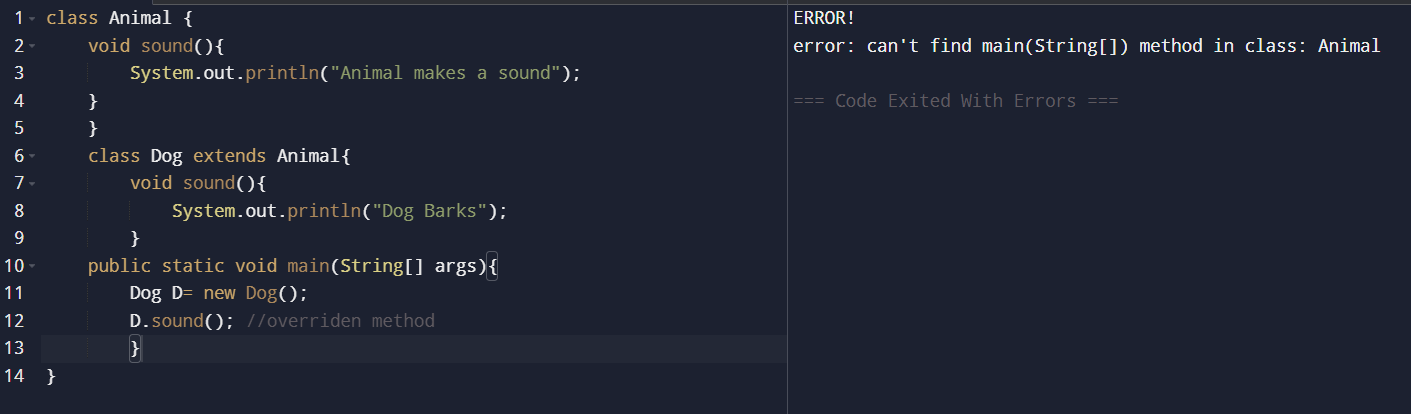 1 class Animal {
2     void sound(){
3         System.out.println("Animal makes a sound");
4     }
5     }
6     class Dog extends Animal{
7         void sound(){
8             System.out.println("Dog Barks");
9         }
10     public static void main(String[] args){
11         Dog D= new Dog();
12         D.sound(); //overriden method
13         }
14 }
ERROR!
error: can't find main(String[]) method in class: Animal
=== Code Exited With Errors ===